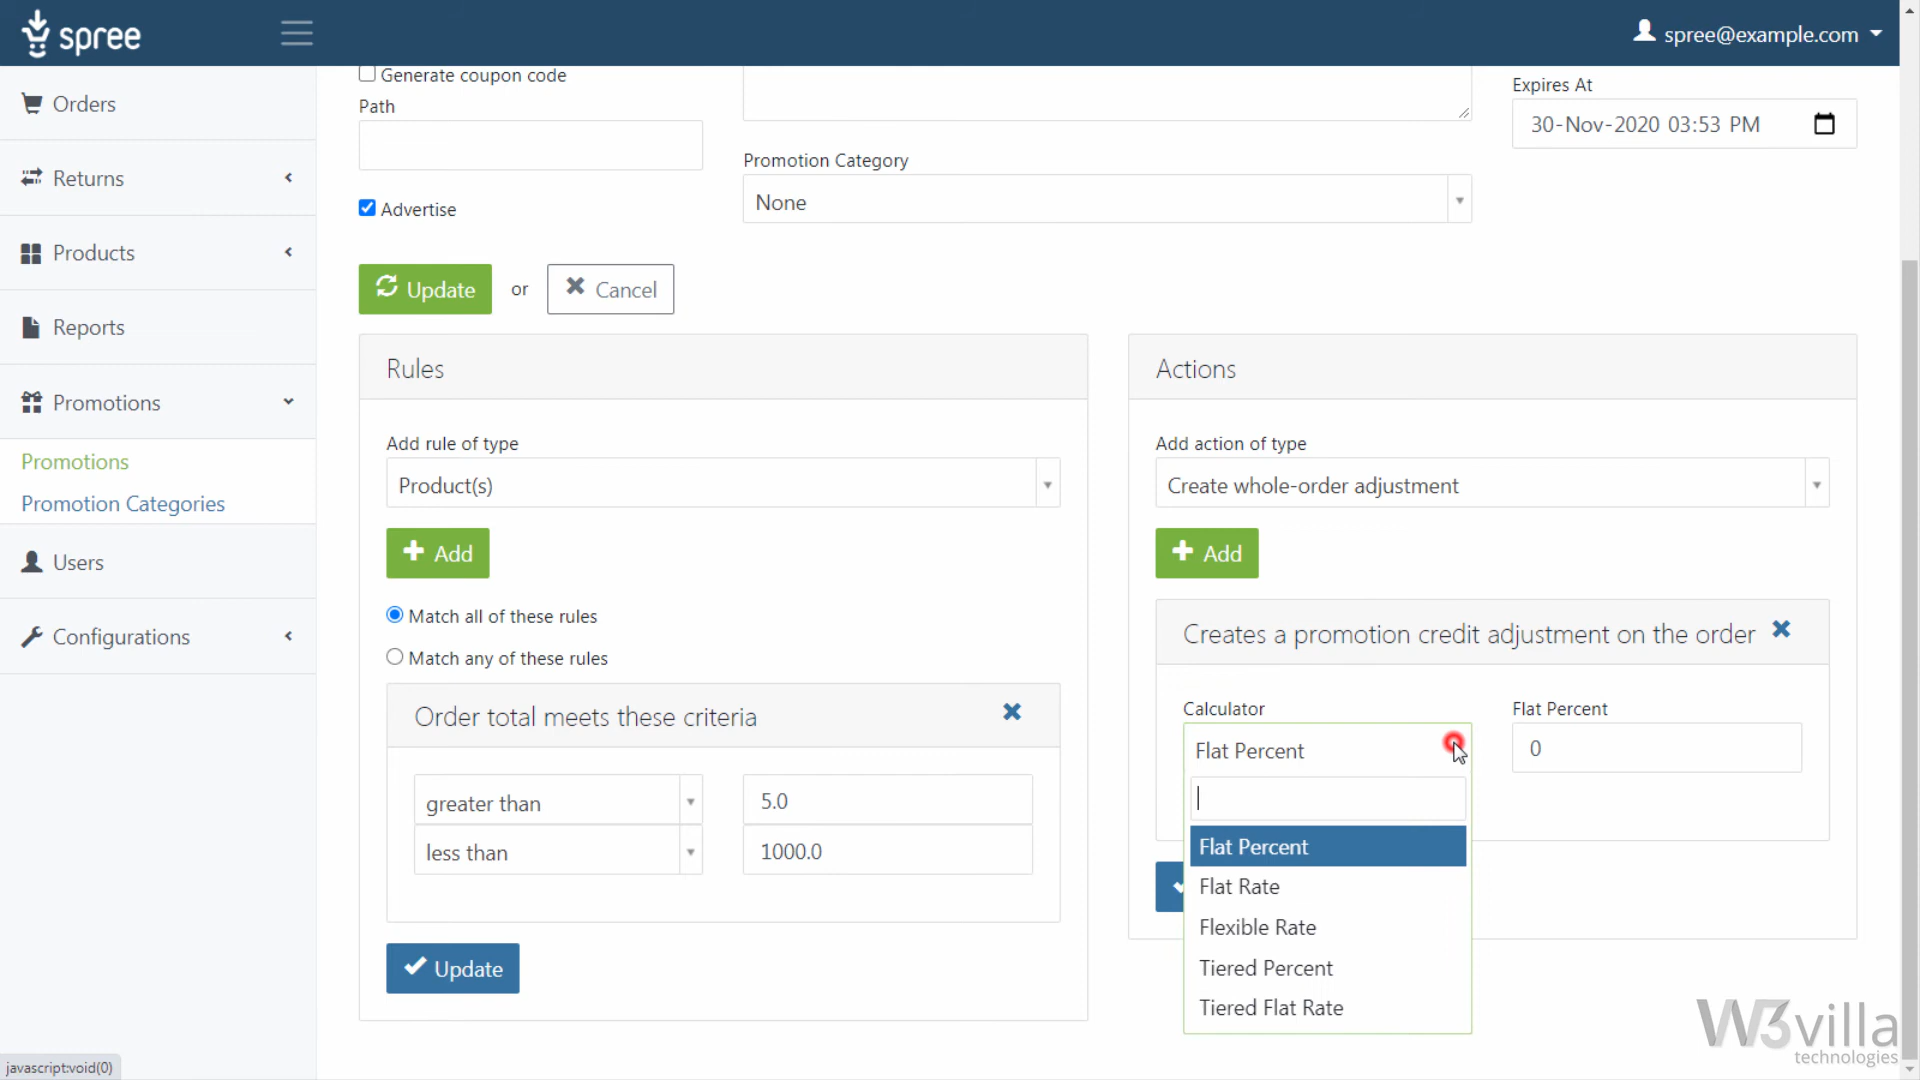 spree
spree@example.com
Orders
Returns
Products
Reports
Promotions
Promotions
Promotion Categories
Users
Configurations
Generate coupon code
Path
Advertise
Promotion Category
None
Expires At
30-Nov-2020 03:53 PM
Update
or
Cancel
Rules
Add rule of type
Product(s)
Add
Match all of these rules
Match any of these rules
Order total meets these criteria
greater than
5.0
less than
1000.0
Update
Actions
Add action of type
Create whole-order adjustment
Add
Creates a promotion credit adjustment on the order
Calculator
Flat Percent
Flat Percent
0
Flat Percent
Flat Rate
Flexible Rate
Tiered Percent
Tiered Flat Rate
W3villa
technologies
javascript:void(0)